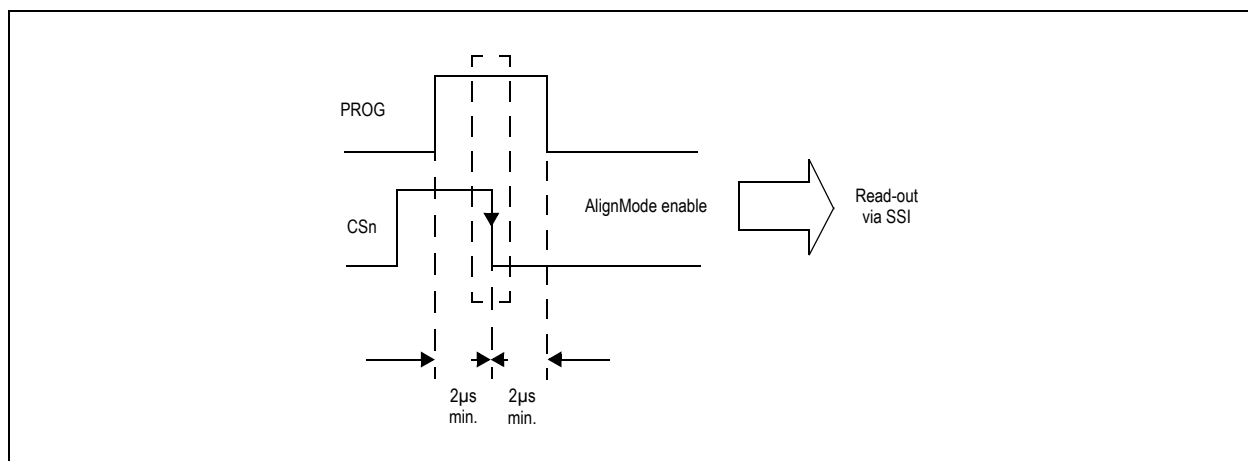 PROG
CSn
AlignMode enable
Read-out
via SSI
2µs
min.
2µs
min.